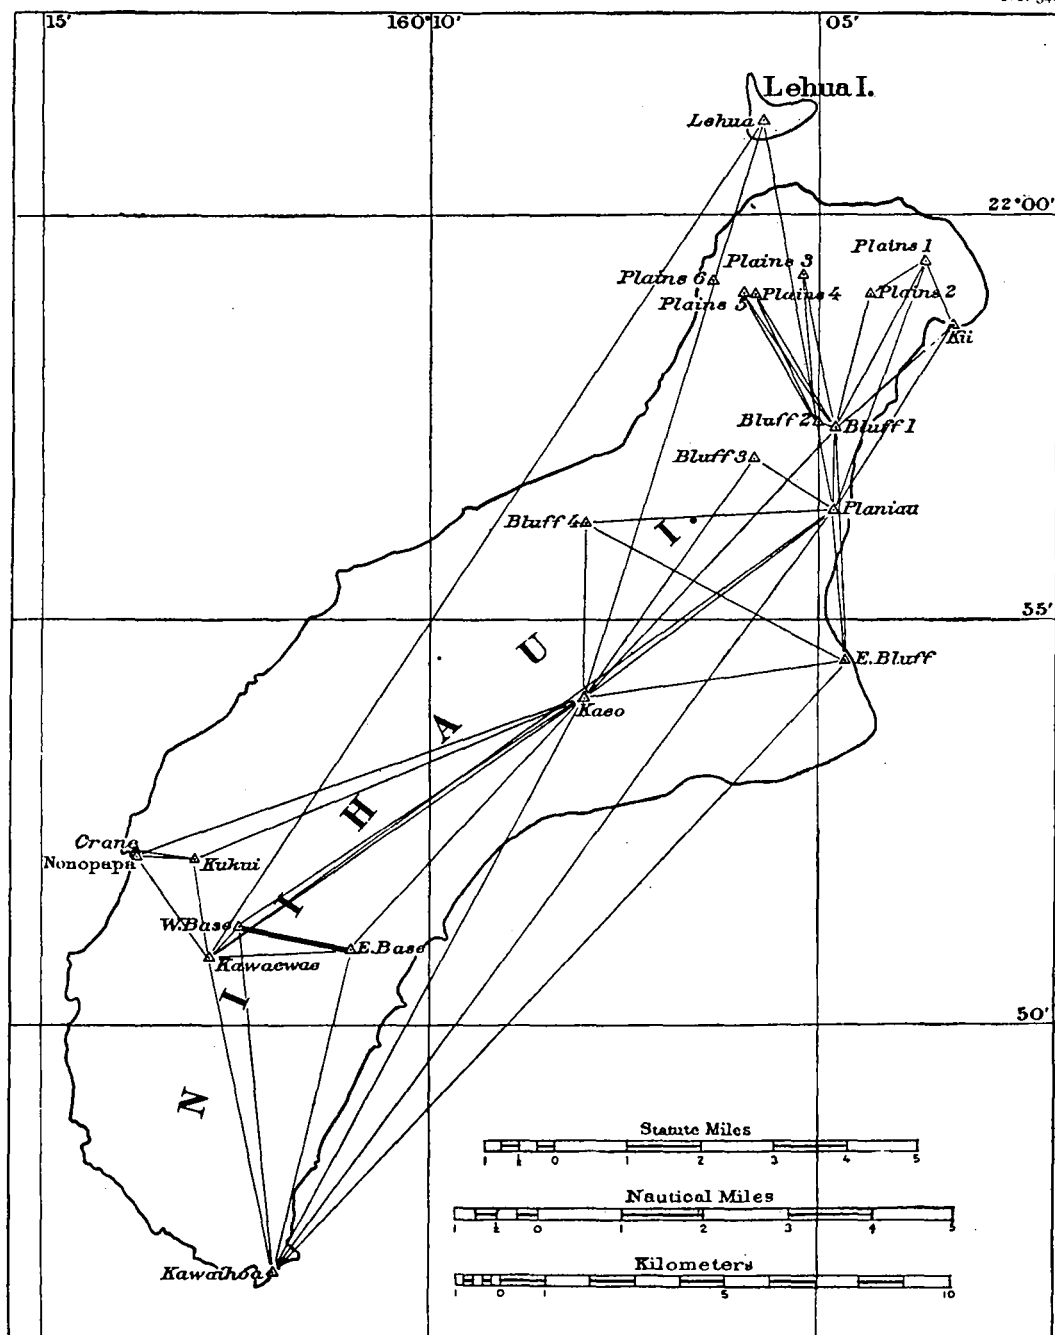 15'
160°10'
05'
Lehua I.
Lehua
22°00'
Plains 1
Plains 3
Plains 6
Plains 4
Plains 2
Plains 5
Kii
Bluff 2
Bluff 1
Bluff 3
Planiau
Bluff 4
55'
E. Bluff
Kaeo
NIIHAU I.
Crane
Nonopapa
Kukui
W. Base
E. Base
Kawaewae
50'
Kawaihoa
Statute Miles
1 ½ 0 1 2 3 4 5
Nautical Miles
1 ½ 0 1 2 3 4 5
Kilometers
1 0 1 5 10